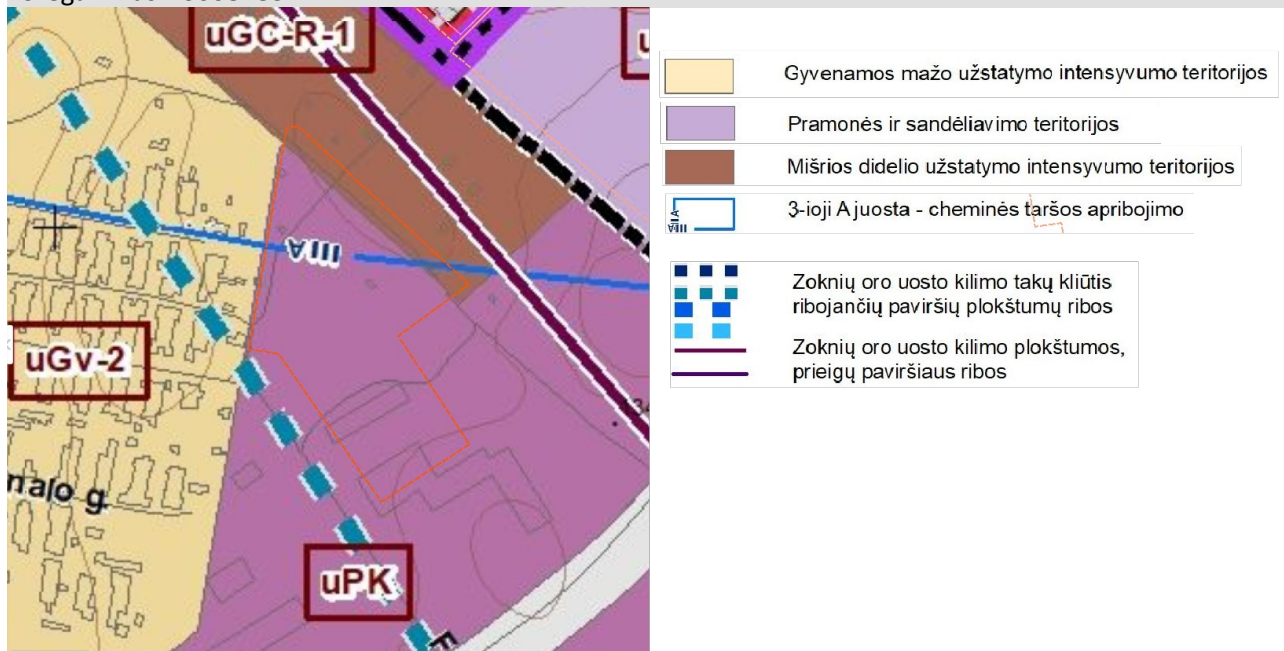 uGC-R-1
VIII
uGv-2
nalo g.
uPK
Gyvenamos mažo užstatymo intensyvumo teritorijos
Pramonės ir sandėliavimo teritorijos
Mišrios didelio užstatymo intensyvumo teritorijos
3-ioji A juosta - cheminės taršos apribojimo
Zoknių oro uosto kilimo takų kliūtis
ribojančių paviršių plokštumų ribos
Zoknių oro uosto kilimo plokštumos,
prieigų paviršiaus ribos